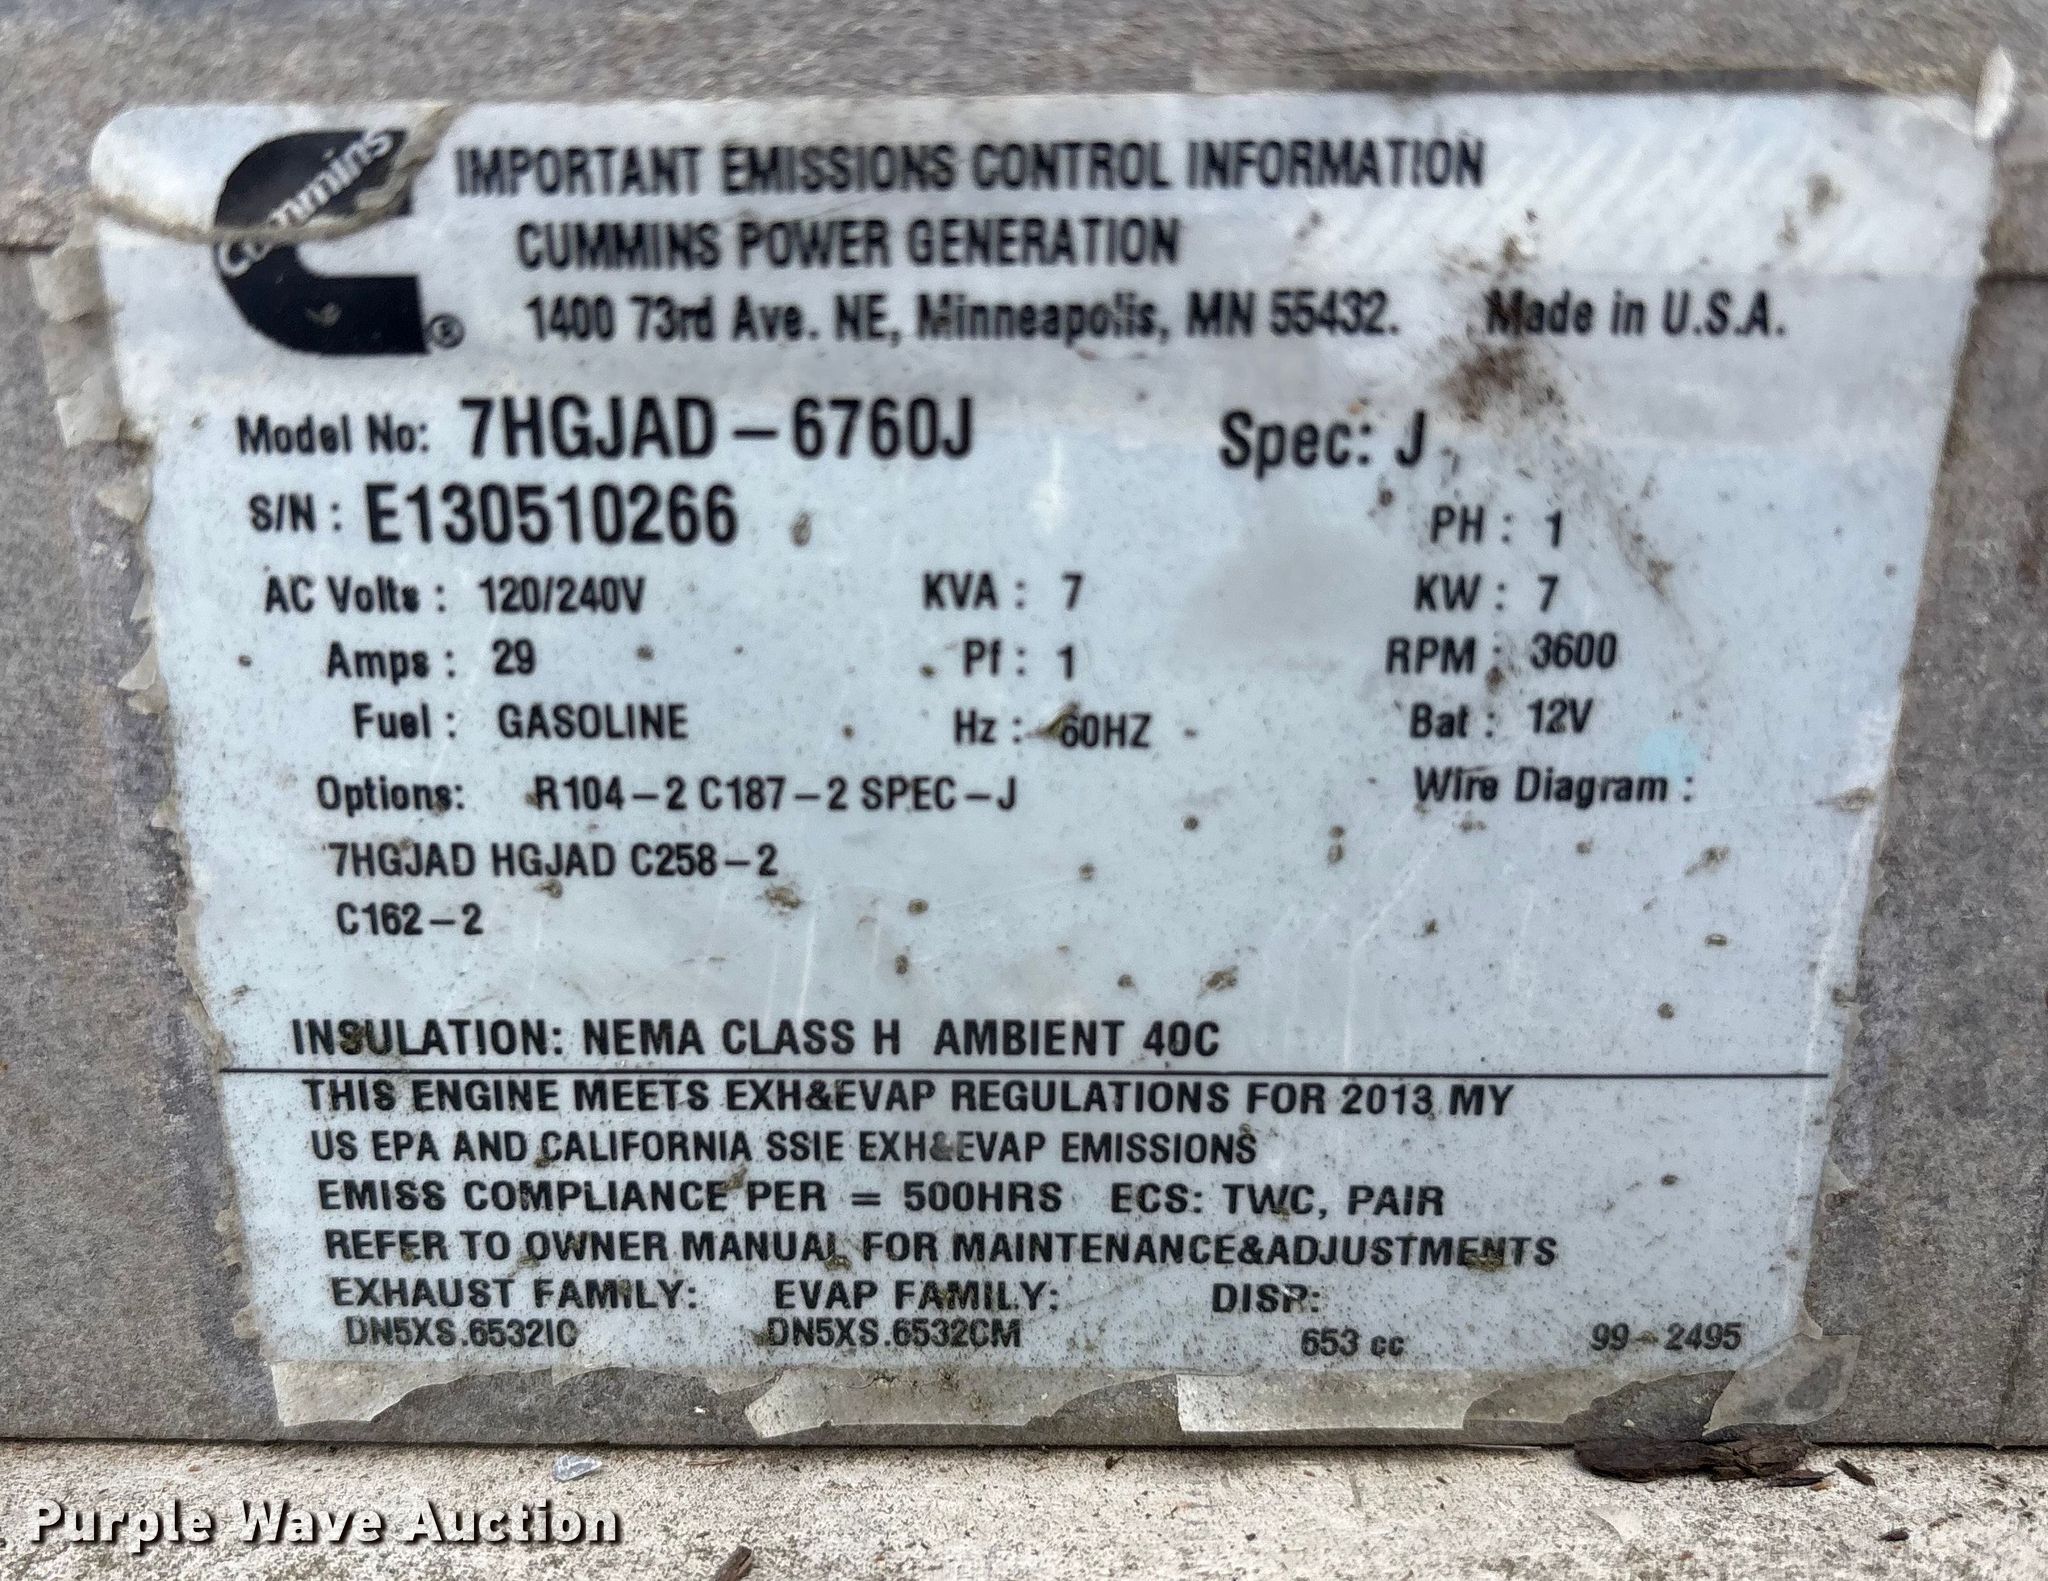 Cummins
IMPORTANT EMISSIONS CONTROL INFORMATION
CUMMINS POWER GENERATION
® 1400 73rd Ave. NE, Minneapolis, MN 55432. Made in U.S.A.
Model No: 7HGJAD-6760J Spec: J
S/N : E130510266 PH : 1
AC Volts : 120/240V KVA : 7 KW : 7
Amps : 29 Pf : 1 RPM : 3600
Fuel : GASOLINE Hz : 60HZ Bat : 12V
Options: R104-2 C187-2 SPEC-J Wire Diagram :
7HGJAD HGJAD C258-2
C162-2
INSULATION: NEMA CLASS H AMBIENT 40C
THIS ENGINE MEETS EXH&EVAP REGULATIONS FOR 2013 MY
US EPA AND CALIFORNIA SSIE EXH&EVAP EMISSIONS
EMISS COMPLIANCE PER = 500HRS ECS: TWC, PAIR
REFER TO OWNER MANUAL FOR MAINTENANCE&ADJUSTMENTS
EXHAUST FAMILY: EVAP FAMILY: DISP:
DN5XS.6532IC DN5XS.6532CM 653 cc 99-2495
Purple Wave Auction